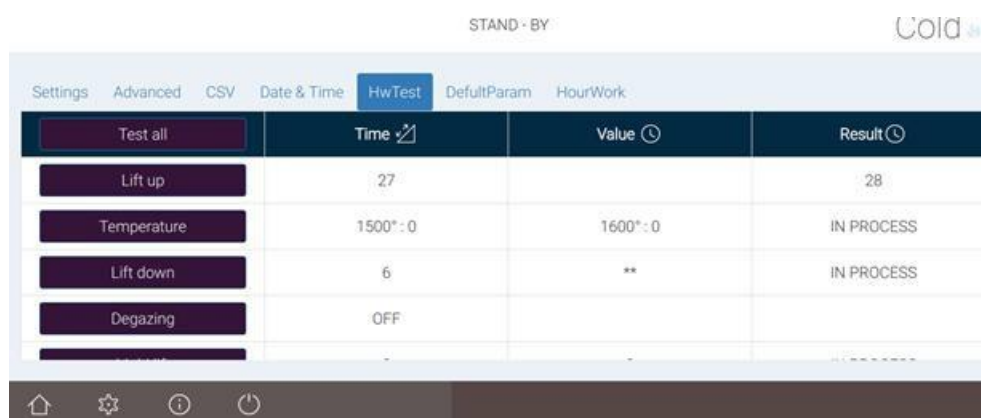 STAND - BY
Cold
Settings Advanced CSV Date & Time HwTest DefultParam HourWork
Test all Time Value Result
Lift up 27 28
Temperature 1500° : 0 1600° : 0 IN PROCESS
Lift down 6 ** IN PROCESS
Degazing OFF